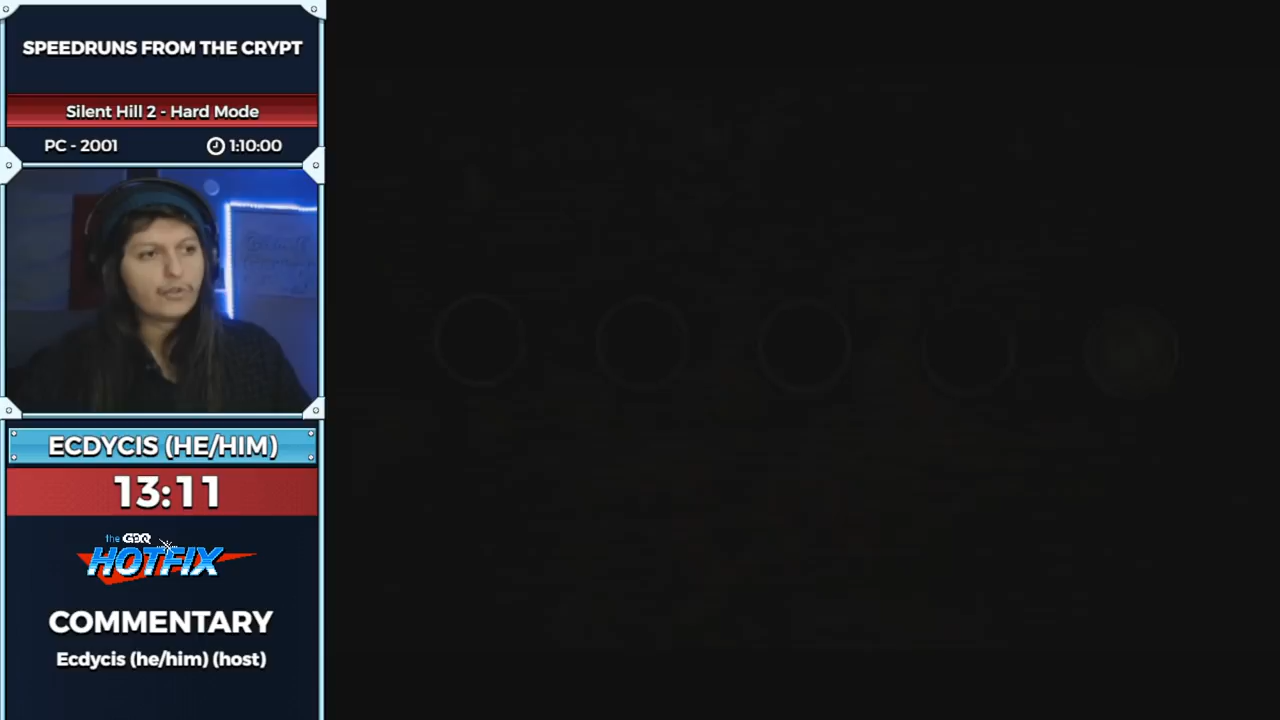 SPEEDRUNS FROM THE CRYPT
Silent Hill 2 - Hard Mode
PC - 2001 1:10:00
ECDYCIS (HE/HIM)
13:11
the GDQ
HOTFIX
COMMENTARY
Ecdycis (he/him) (host)